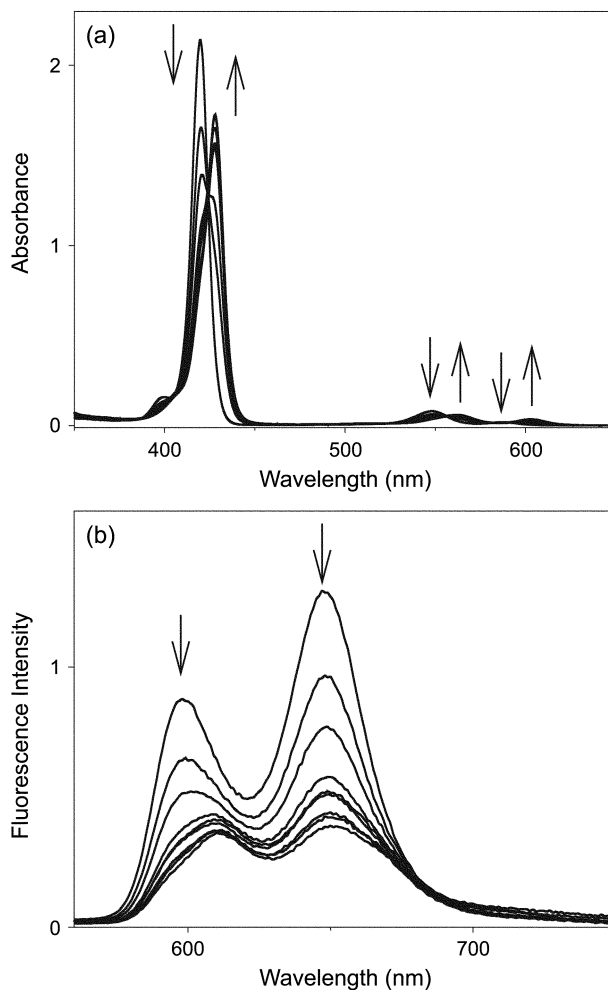 (a)
2
1
0
Absorbance
400
500
600
Wavelength (nm)
(b)
1
0
Fluorescence Intensity
600
700
Wavelength (nm)